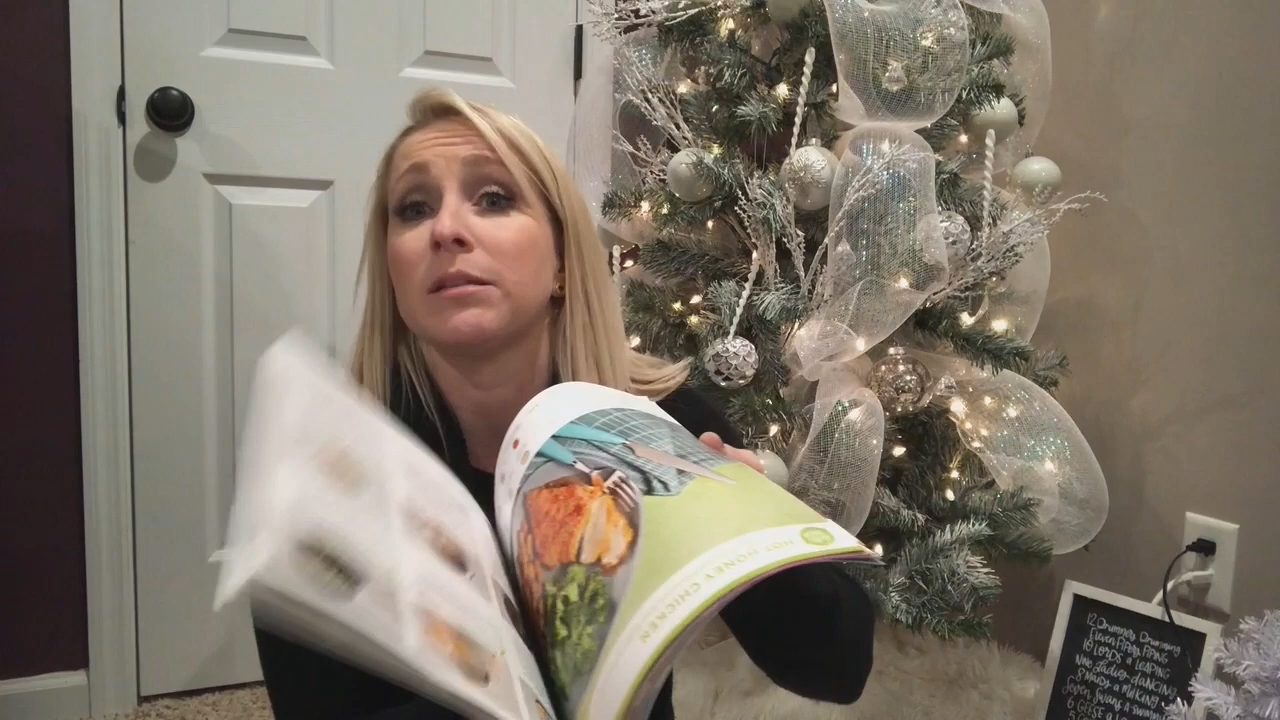 HOT HONEY CHICKEN
12 Drummers Drumming
Eleven PiPERS PiPiNG
10 LORDS a LEAPiNG
Nine Ladies dANCiNG
8 MAiDS a MiLKiNG
Seven Swans a swimm
6 GEESE a L